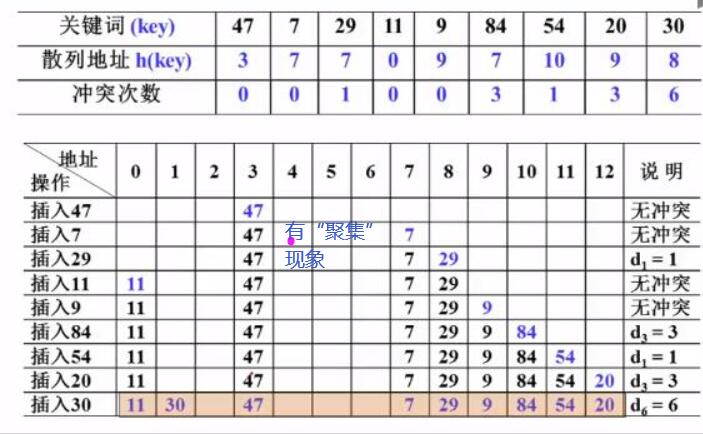 关键词 (key) 47 7 29 11 9 84 54 20 30
散列地址 h(key) 3 7 7 0 9 7 10 9 8
冲突次数 0 0 1 0 0 3 1 3 6
地址 0 1 2 3 4 5 6 7 8 9 10 11 12 说 明
操作
插入47 47 无冲突
插入7 47 7 无冲突
有“聚集”
现象
插入29 47 7 29 d₁ = 1
插入11 11 47 7 29 无冲突
插入9 11 47 7 29 9 无冲突
插入84 11 47 7 29 9 84 d₃ = 3
插入54 11 47 7 29 9 84 54 d₁ = 1
插入20 11 47 7 29 9 84 54 20 d₃ = 3
插入30 11 30 47 7 29 9 84 54 20 d₆ = 6